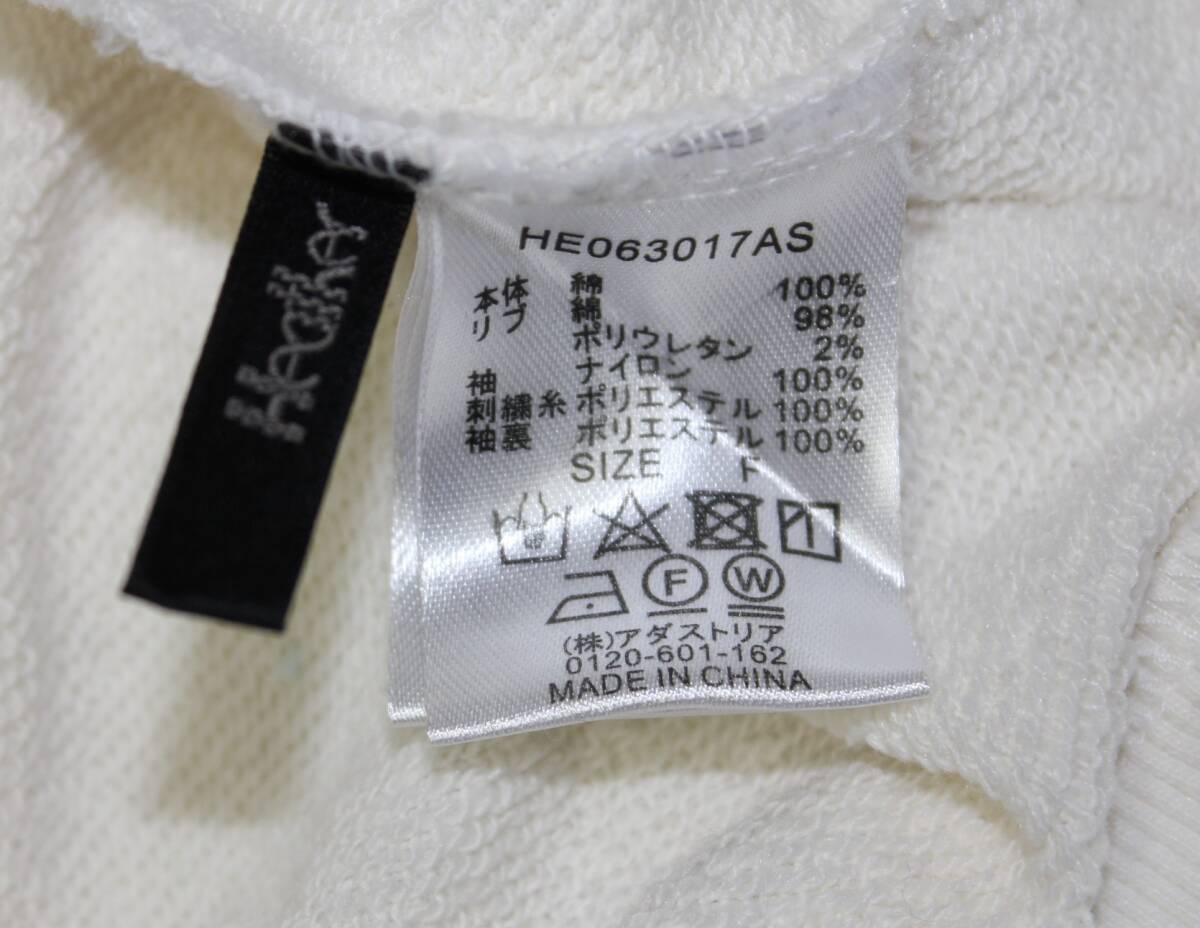 HE063017AS
本体 綿 100%
リブ 綿 98%
ポリウレタン 2%
袖 ナイロン 100%
刺繍糸 ポリエステル 100%
袖裏 ポリエステル 100%
SIZE F
F W
(株)アダストリア
0120-601-162
MADE IN CHINA